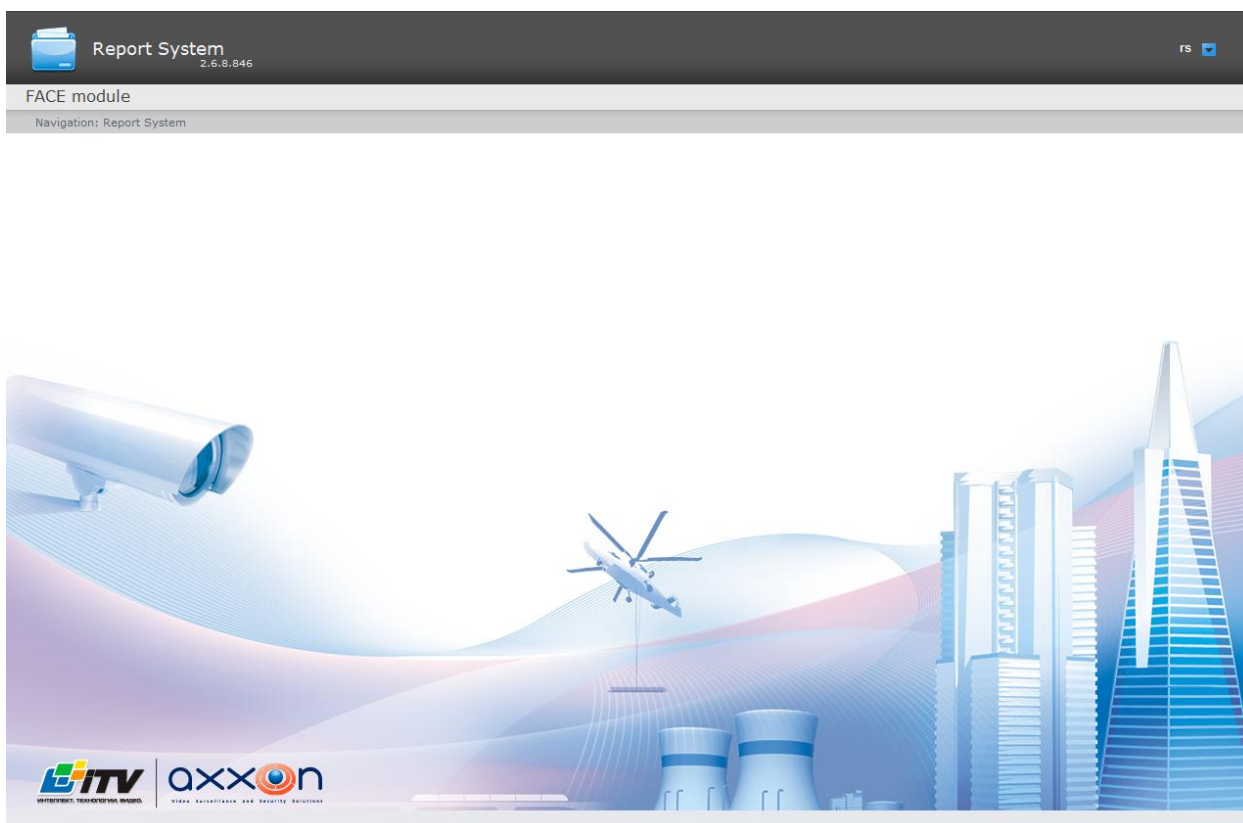 Report System
2.6.8.846
rs
FACE module
Navigation: Report System
iTV
ИНТЕЛЛЕКТ. ТЕХНОЛОГИИ. ВИДЕО.
axxon
Video Surveillance and Security Solutions